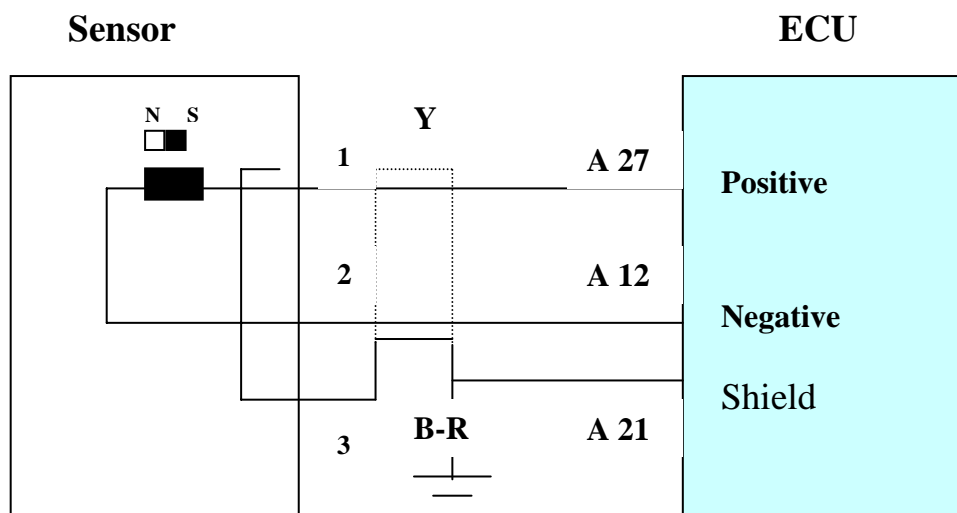 Sensor ECU
N S
Y
1 A 27
Positive
2 A 12
Negative
Shield
3 B-R A 21